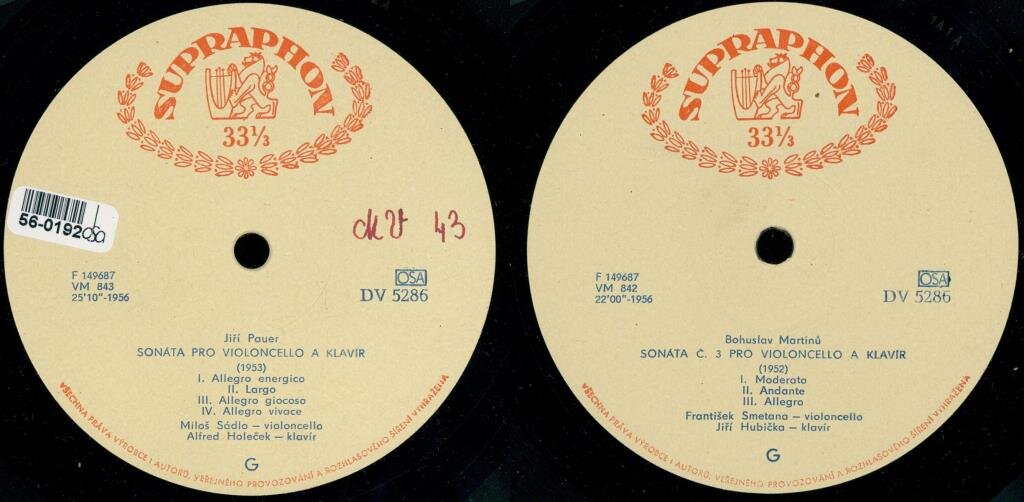 SUPRAPHON
33⅓
56-0192
OSA
F 149687
VM 843
25'10"-1956
OSA
DV 5286
Jiří Pauer
SONÁTA PRO VIOLONCELLO A KLAVÍR
(1953)
I. Allegro energico
II. Largo
III. Allegro giocoso
IV. Allegro vivace
Miloš Sádlo – violoncello
Alfred Holeček – klavír
G
VŠECHNA PRÁVA VÝROBCE I AUTORŮ, VEŘEJNÉHO PROVOZOVÁNÍ A ROZHLASOVÉHO ŠÍŘENÍ VYHRAŽENA
SUPRAPHON
33⅓
F 149687
VM 842
22'00"-1956
OSA
DV 5286
Bohuslav Martinů
SONÁTA Č. 3 PRO VIOLONCELLO A KLAVÍR
(1952)
I. Moderato
II. Andante
III. Allegro
František Smetana – violoncello
Jiří Hubička – klavír
G
VŠECHNA PRÁVA VÝROBCE I AUTORŮ, VEŘEJNÉHO PROVOZOVÁNÍ A ROZHLASOVÉHO ŠÍŘENÍ VYHRAŽENA